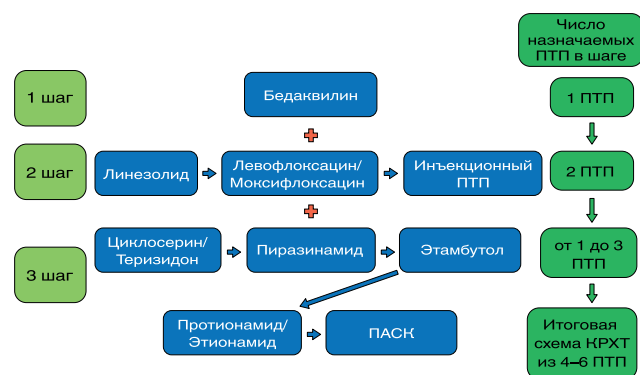 Число
назначаемых
ПТП в шаге
1 шаг
Бедаквилин
1 ПТП
2 шаг
Линезолид
Левофлоксацин/
Моксифлоксацин
Инъекционный
ПТП
2 ПТП
3 шаг
Циклосерин/
Теризидон
Пиразинамид
Этамбутол
от 1 до 3
ПТП
Протионамид/
Этионамид
ПАСК
Итоговая
схема КРХТ
из 4–6 ПТП